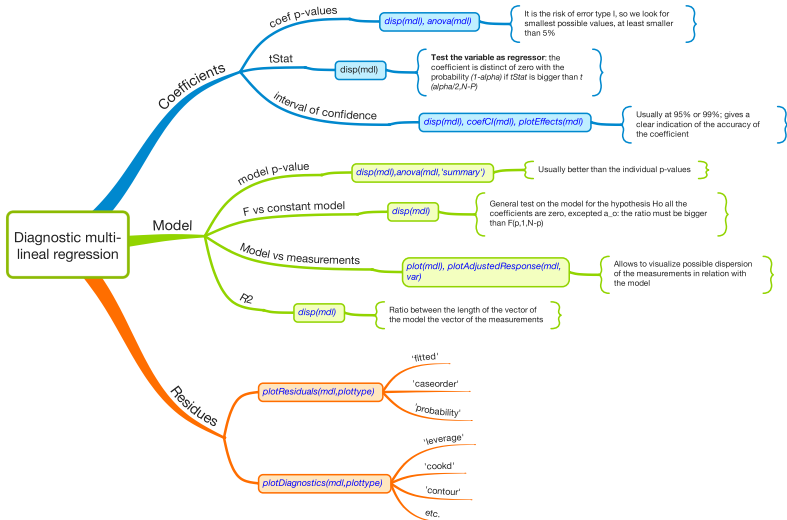 Diagnostic multi-
lineal regression
Coefficients
coef p-values
disp(mdl), anova(mdl)
It is the risk of error type I, so we look for
smallest possible values, at least smaller
than 5%
tStat
disp(mdl)
Test the variable as regressor: the
coefficient is distinct of zero with the
probability (1-alpha) if tStat is bigger than t
(alpha/2,N-P)
interval of confidence
disp(mdl), coefCI(mdl), plotEffects(mdl)
Usually at 95% or 99%; gives a
clear indication of the accuracy of
the coefficient
Model
model p-value
disp(mdl),anova(mdl,'summary')
Usually better than the individual p-values
F vs constant model
disp(mdl)
General test on the model for the hypothesis Ho all the
coefficients are zero, excepted a_o: the ratio must be bigger
than F(p,1,N-p)
Model vs measurements
plot(mdl), plotAdjustedResponse(mdl,
var)
Allows to visualize possible dispersion
of the measurements in relation with
the model
R2
disp(mdl)
Ratio between the length of the vector of
the model the vector of the measurements
Residues
plotResiduals(mdl,plottype)
'fitted'
'caseorder'
'probability'
plotDiagnostics(mdl,plottype)
'leverage'
'cookd'
'contour'
etc.